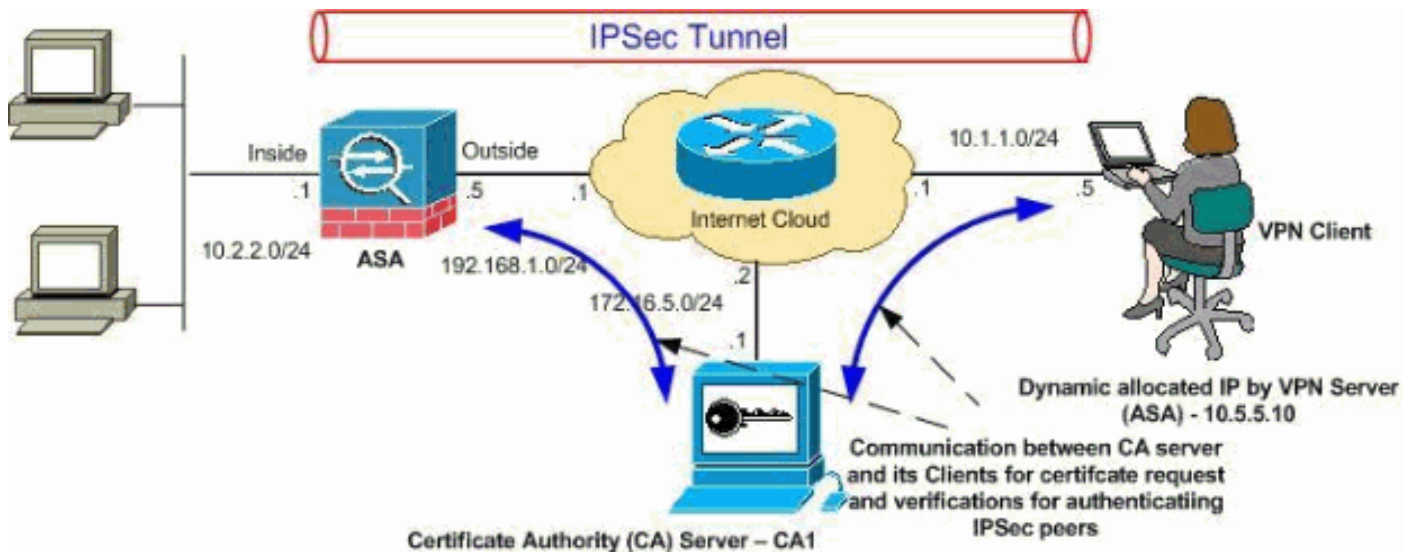 IPSec Tunnel
Inside
Outside
.1
.5
.1
Internet Cloud
10.1.1.0/24
.1
.5
VPN Client
10.2.2.0/24
ASA
192.168.1.0/24
.2
172.16.5.0/24
.1
Dynamic allocated IP by VPN Server
(ASA) - 10.5.5.10
Communication between CA server
and its Clients for certifcate request
and verifications for authenticatiing
IPSec peers
Certificate Authority (CA) Server – CA1